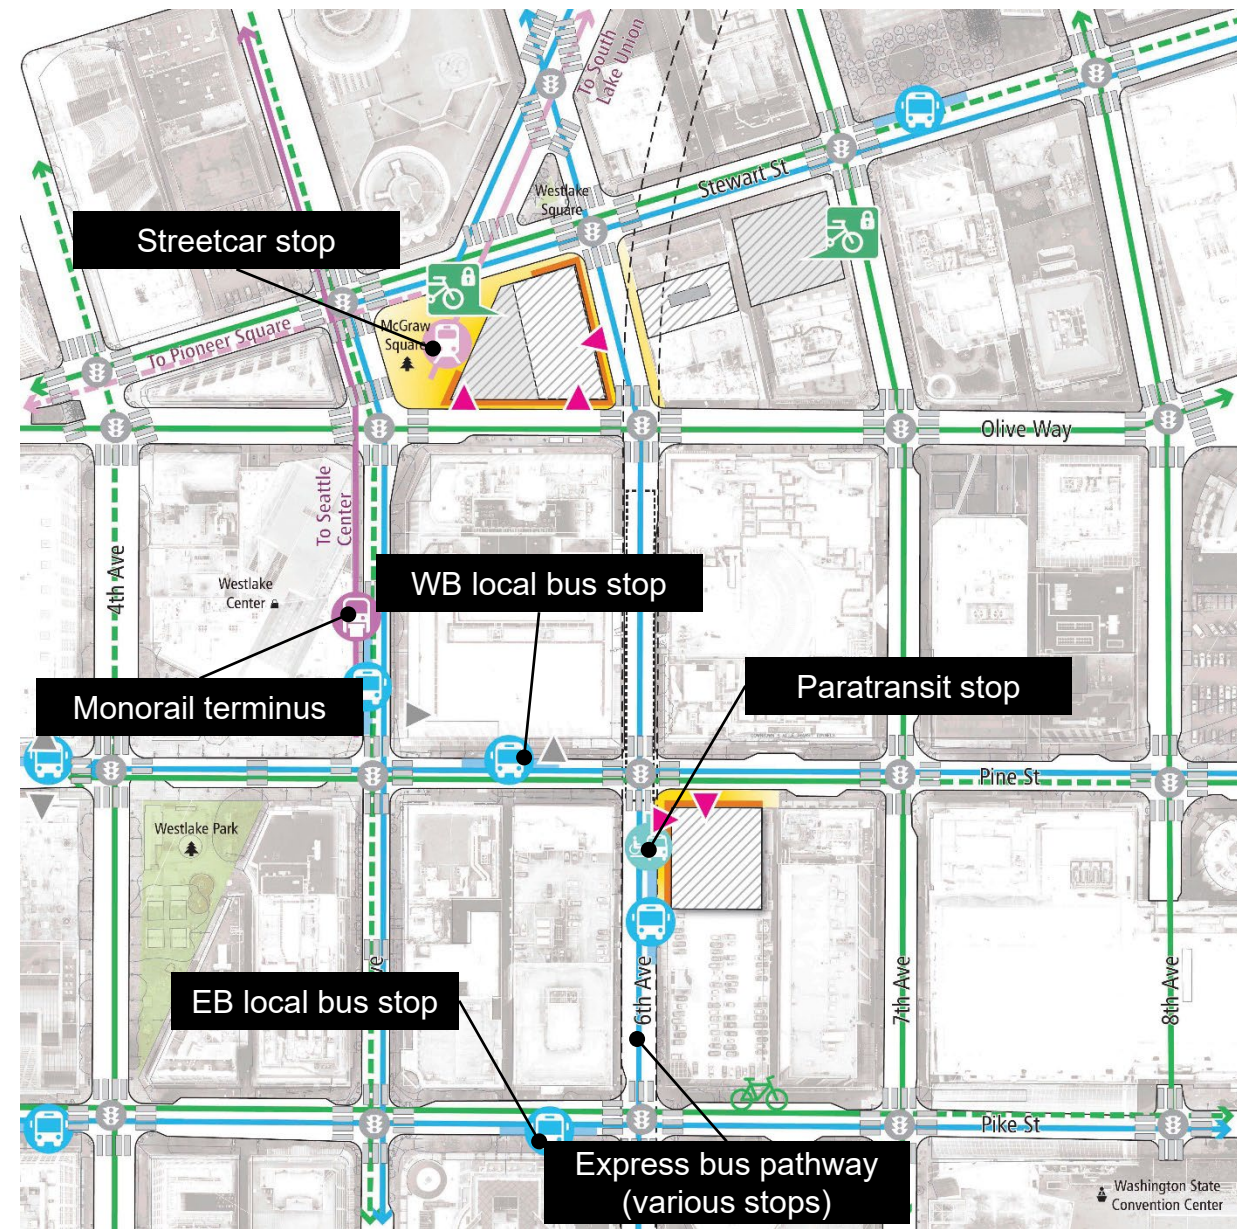 To South
Lake Union
Westlake
Square
Stewart St
Streetcar stop
McGraw
Square
To Pioneer Square
Olive Way
To Seattle
Center
4th Ave
Westlake
Center
WB local bus stop
Monorail terminus
Paratransit stop
Pine St
Westlake Park
EB local bus stop
6th Ave
7th Ave
8th Ave
Pike St
Express bus pathway
(various stops)
Washington State
Convention Center